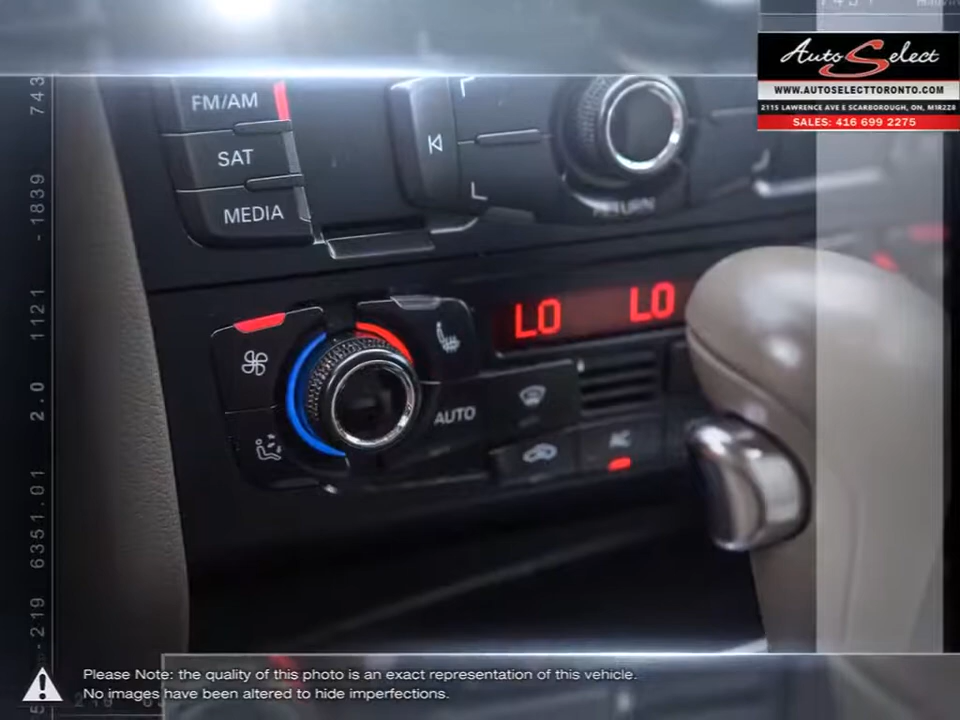 Auto Select
WWW.AUTOSELECTTORONTO.COM
2115 LAWRENCE AVE E SCARBOROUGH, ON, M1R2Z8
SALES: 416 699 2275
743
- 1839
1121
2.0
6351.01
-219
FM/AM
SAT
MEDIA
RETURN
LO LO
AUTO
AC
Please Note: the quality of this photo is an exact representation of this vehicle.
No images have been altered to hide imperfections.